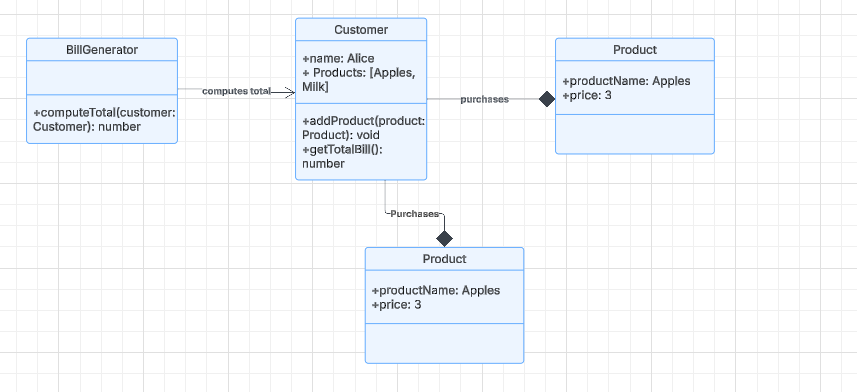 BillGenerator
+computeTotal(customer:
Customer): number
computes total
Customer
+name: Alice
+ Products: [Apples,
Milk]
+addProduct(product:
Product): void
+getTotalBill():
number
purchases
Product
+productName: Apples
+price: 3
Purchases
Product
+productName: Apples
+price: 3